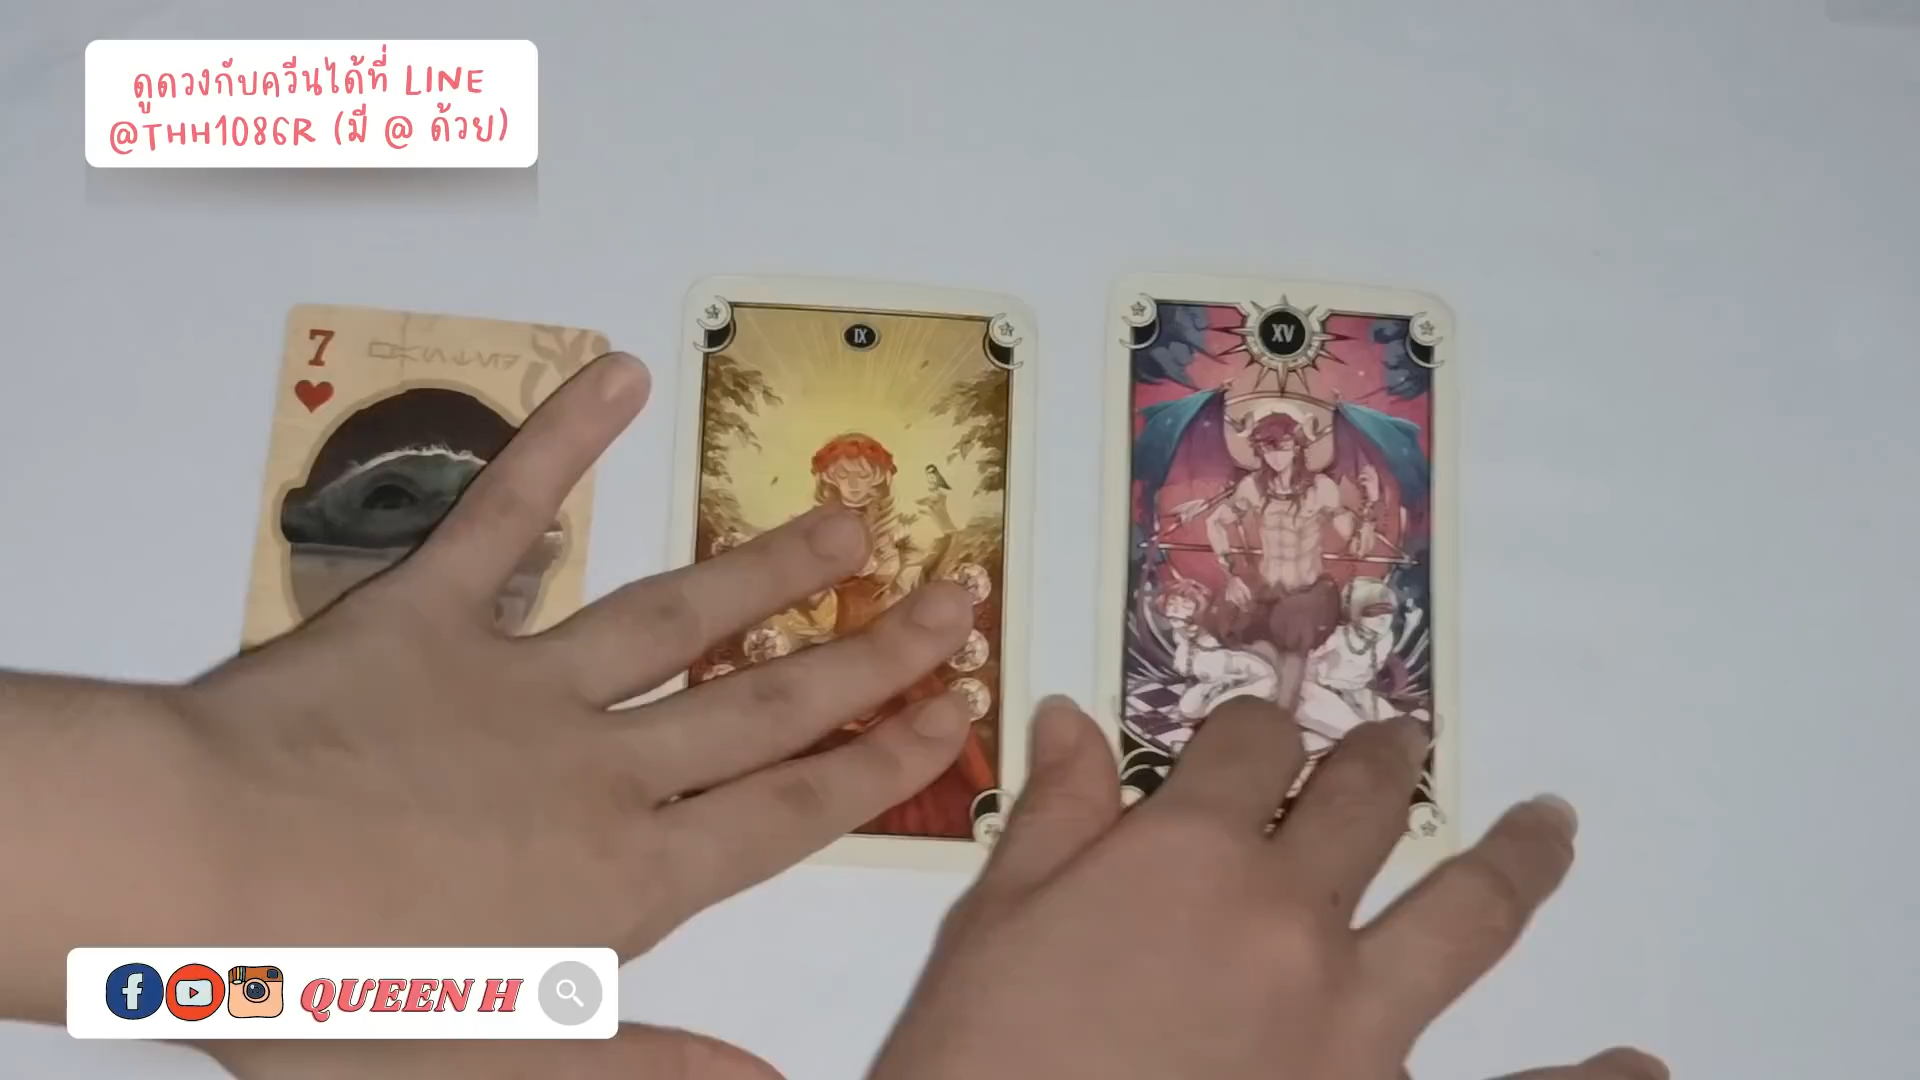 ดูดวงกับควีนได้ที่ LINE
@THH1086R (มี @ ด้วย)
7
IX
XV
QUEEN H